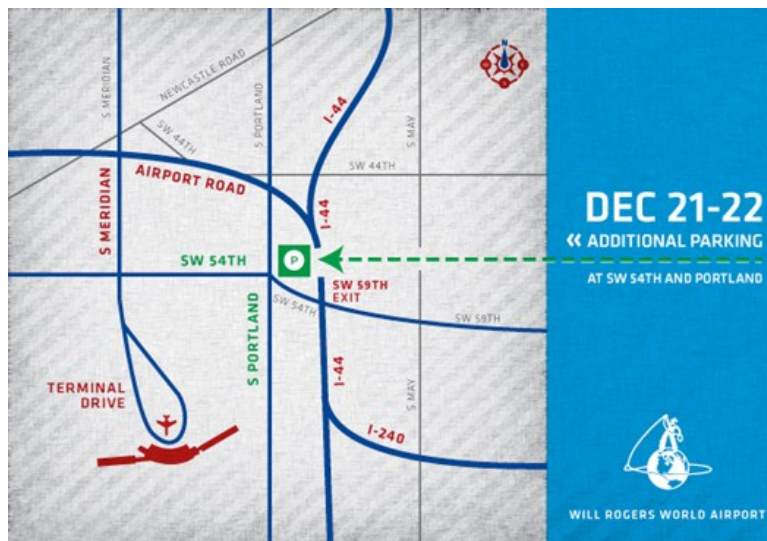 N
S MERIDIAN
NEWCASTLE ROAD
S PORTLAND
I-44
S MAY
SW 44TH
SW 44TH
AIRPORT ROAD
S MERIDIAN
I-44
DEC 21-22
« ADDITIONAL PARKING
SW 54TH
P
AT SW 54TH AND PORTLAND
SW 59TH
EXIT
SW 54TH
SW 59TH
S PORTLAND
I-44
S MAY
TERMINAL
DRIVE
I-240
WILL ROGERS WORLD AIRPORT